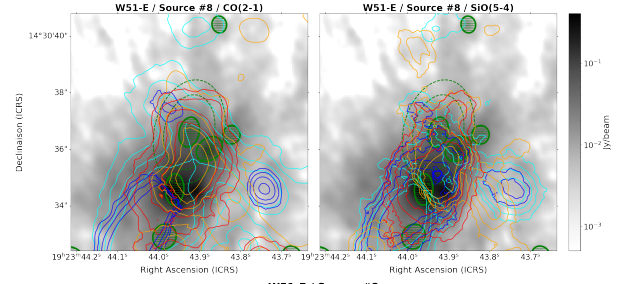 W51-E / Source #8 / CO(2-1)
W51-E / Source #8 / SiO(5-4)
14°30'40"
38"
36"
34"
Declinaison (ICRS)
19ʰ23ᵐ44.2ˢ 44.1ˢ 44.0ˢ 43.9ˢ 43.8ˢ 43.7ˢ
44.1ˢ 44.0ˢ 43.9ˢ 43.8ˢ 43.7ˢ
Right Ascension (ICRS)
Right Ascension (ICRS)
10⁻¹
10⁻²
10⁻³
Jy/beam